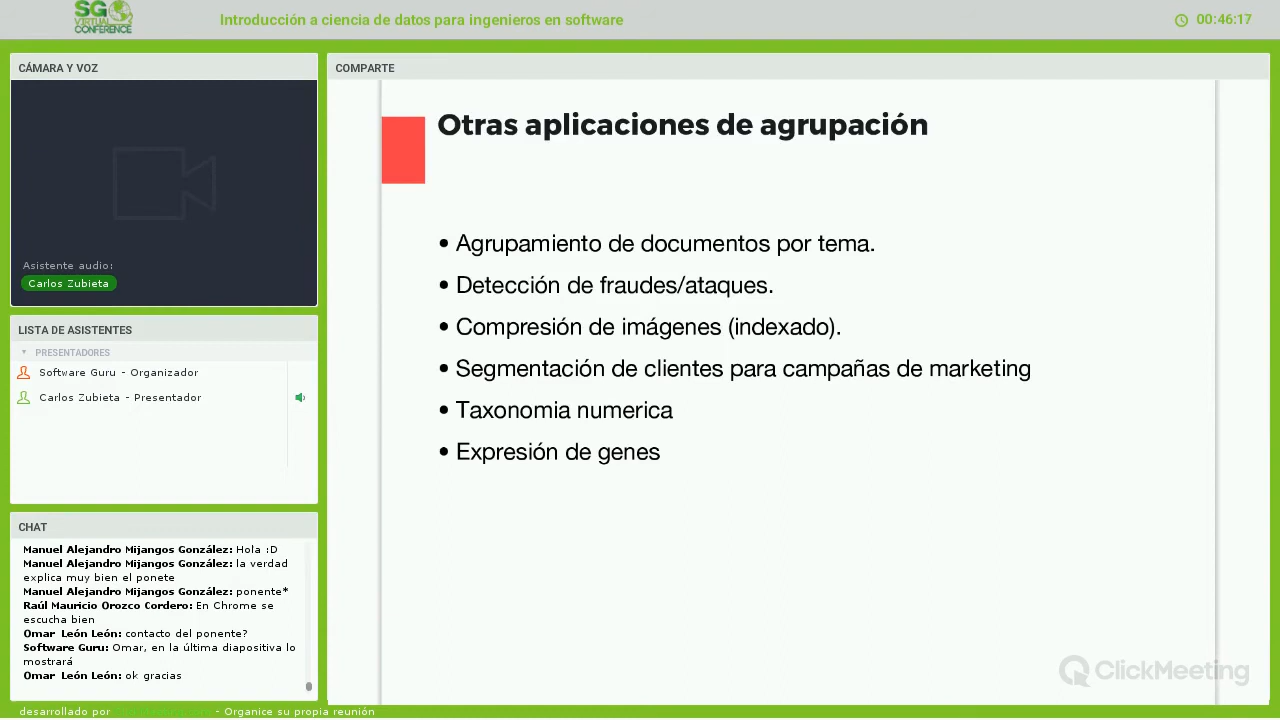 SG
VIRTUAL
CONFERENCE
Introducción a ciencia de datos para ingenieros en software
00:46:17
CÁMARA Y VOZ
Asistente audio:
Carlos Zubieta
LISTA DE ASISTENTES
PRESENTADORES
Software Guru - Organizador
Carlos Zubieta - Presentador
CHAT
Manuel Alejandro Mijangos González: Hola :D
Manuel Alejandro Mijangos González: la verdad
explica muy bien el ponete
Manuel Alejandro Mijangos González: ponente*
Raúl Mauricio Orozco Cordero: En Chrome se
escucha bien
Omar León León: contacto del ponente?
Software Guru: Omar, en la última diapositiva lo
mostrará
Omar León León: ok gracias
desarrollado por - Organice su propia reunión
COMPARTE
Otras aplicaciones de agrupación
• Agrupamiento de documentos por tema.
• Detección de fraudes/ataques.
• Compresión de imágenes (indexado).
• Segmentación de clientes para campañas de marketing
• Taxonomia numerica
• Expresión de genes
ClickMeeting